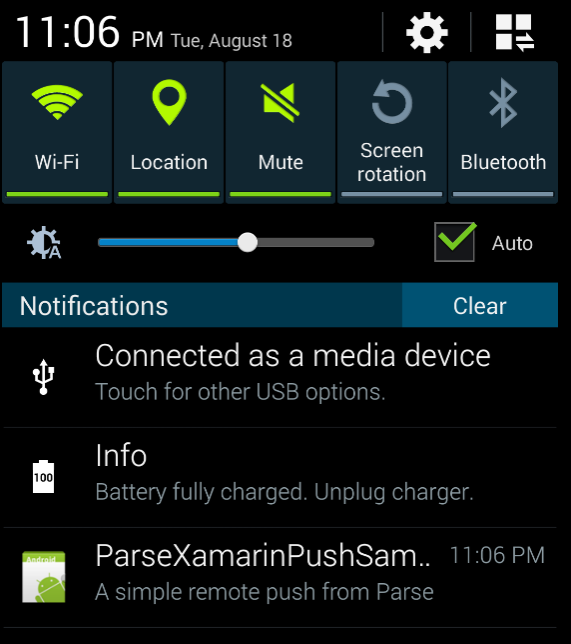 11:06 PM Tue, August 18
Wi-Fi
Location
Mute
Screen
rotation
Bluetooth
A
Auto
Notifications
Clear
Connected as a media device
Touch for other USB options.
Info
100
Battery fully charged. Unplug charger.
Android
ParseXamarinPushSam.. 11:06 PM
A simple remote push from Parse